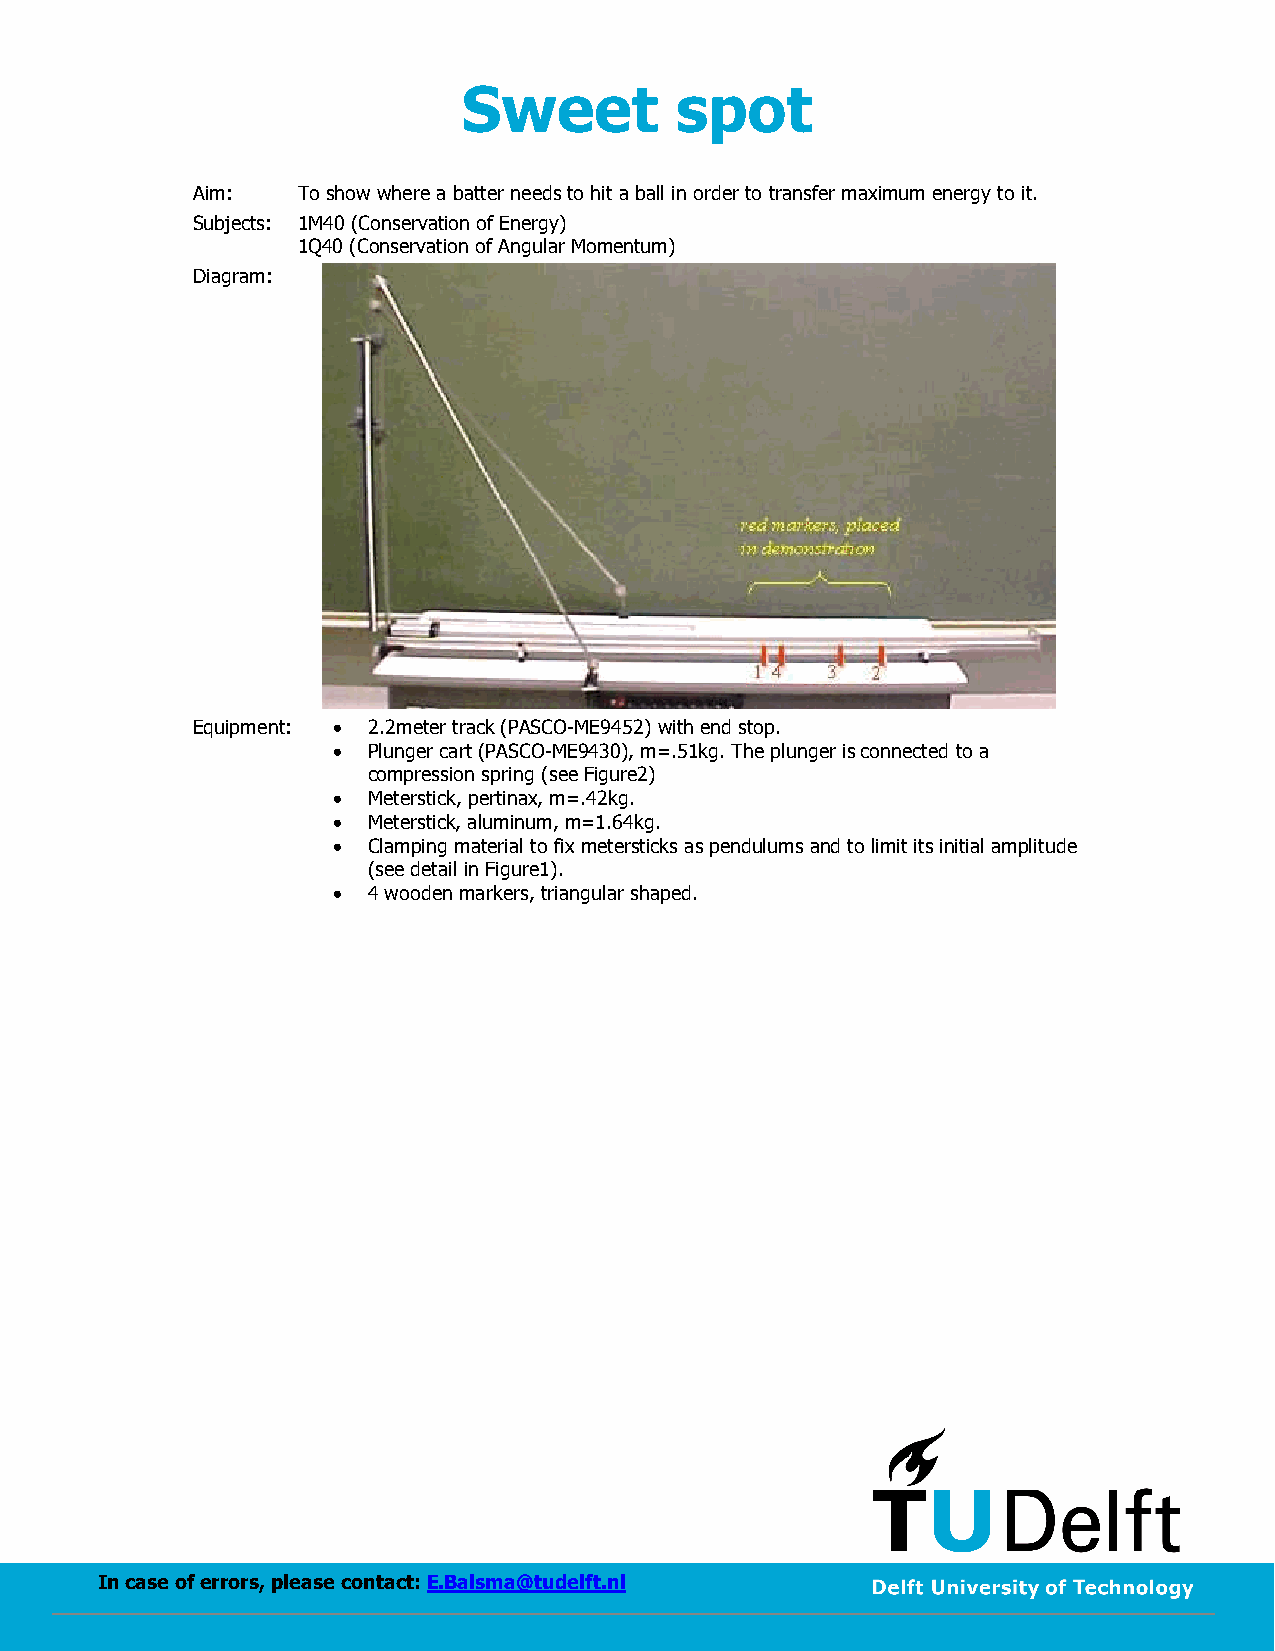 Sweet spot
Aim: To show where a batter needs to hit a ball in order to transfer maximum energy to it.
Subjects: 1M40 (Conservation of Energy)
1Q40 (Conservation of Angular Momentum)
Diagram:
red markers, placed
in demonstration
1 4 3 2
Equipment: • 2.2meter track (PASCO-ME9452) with end stop.
• Plunger cart (PASCO-ME9430), m=.51kg. The plunger is connected to a
compression spring (see Figure2)
• Meterstick, pertinax, m=.42kg.
• Meterstick, aluminum, m=1.64kg.
• Clamping material to fix metersticks as pendulums and to limit its initial amplitude
(see detail in Figure1).
• 4 wooden markers, triangular shaped.
TUDelft
In case of errors, please contact: E.Balsma@tudelft.nl
Delft University of Technology